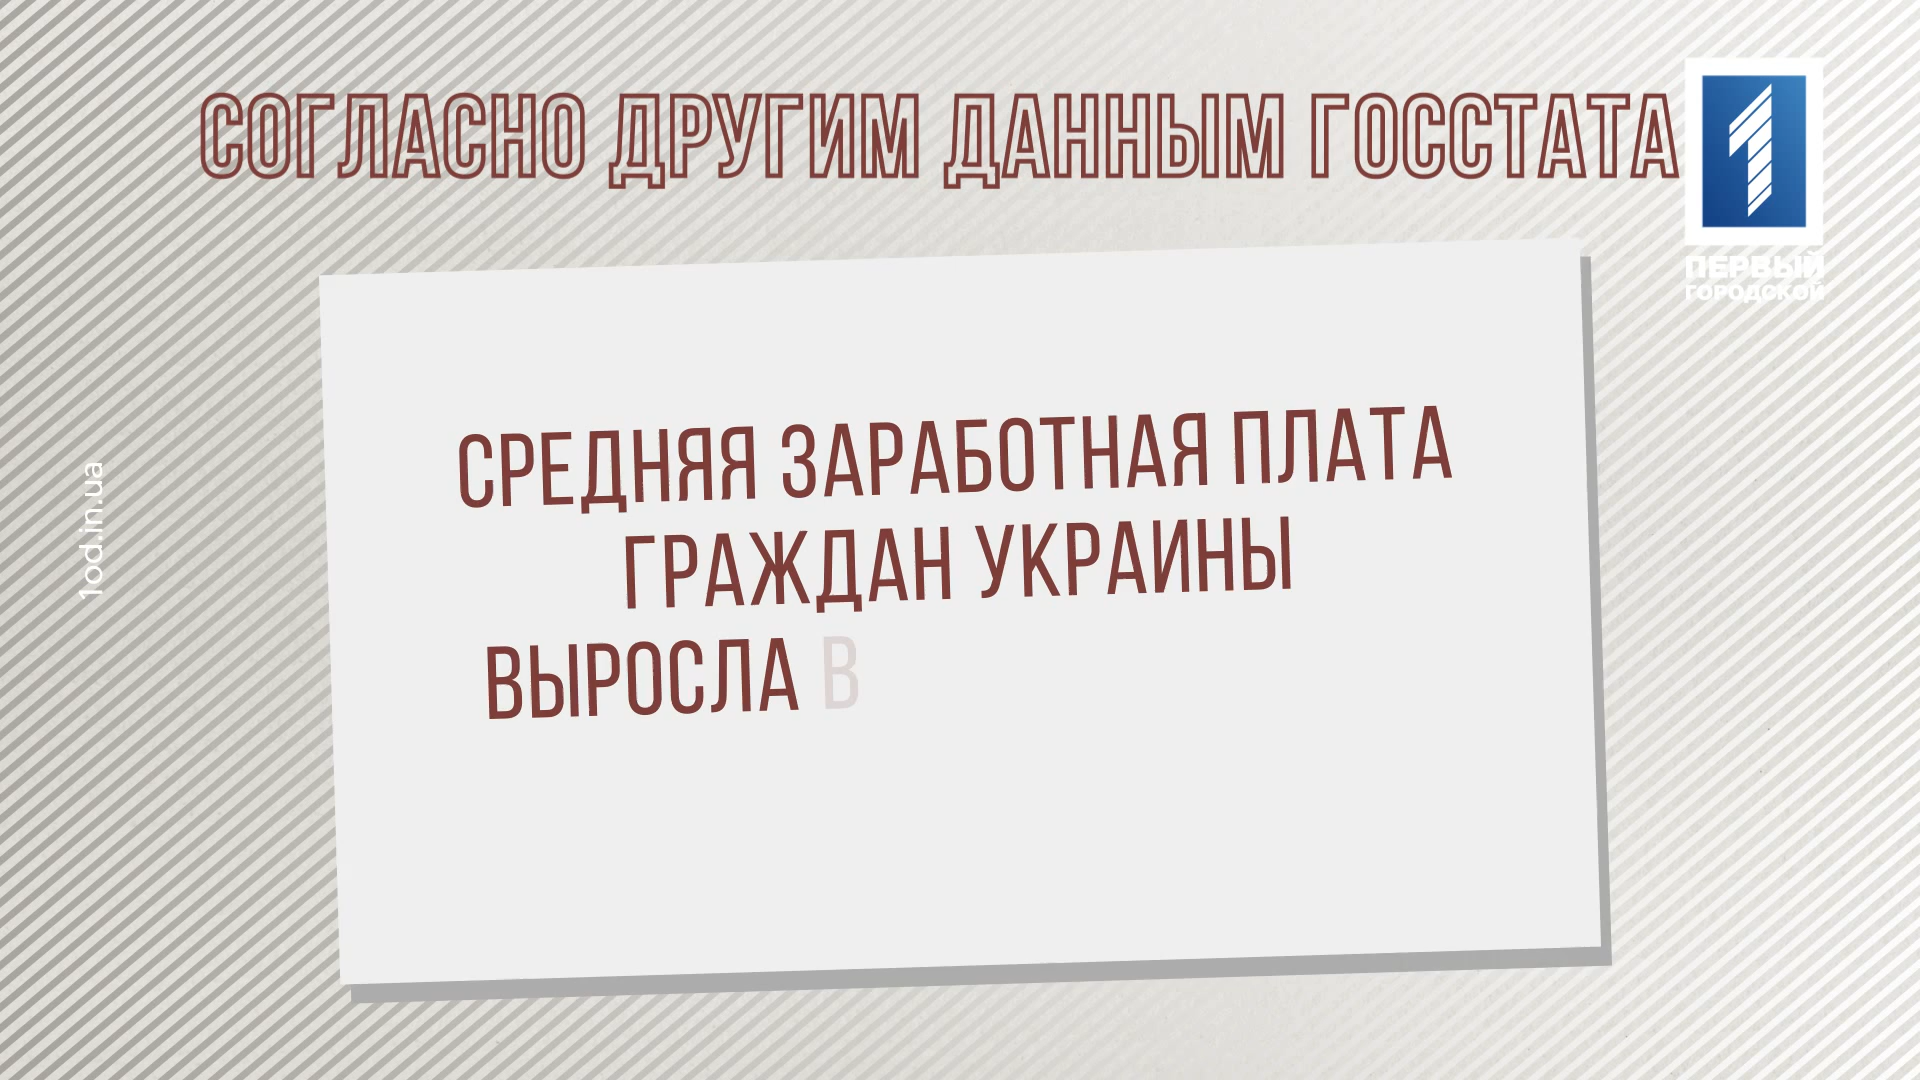 СОГЛАСНО ДРУГИМ ДАННЫМ ГОССТАТА
ПЕРВЫЙ
ГОРОДСКОЙ
СРЕДНЯЯ ЗАРАБОТНАЯ ПЛАТА
ГРАЖДАН УКРАИНЫ
ВЫРОСЛА В
1od.in.ua